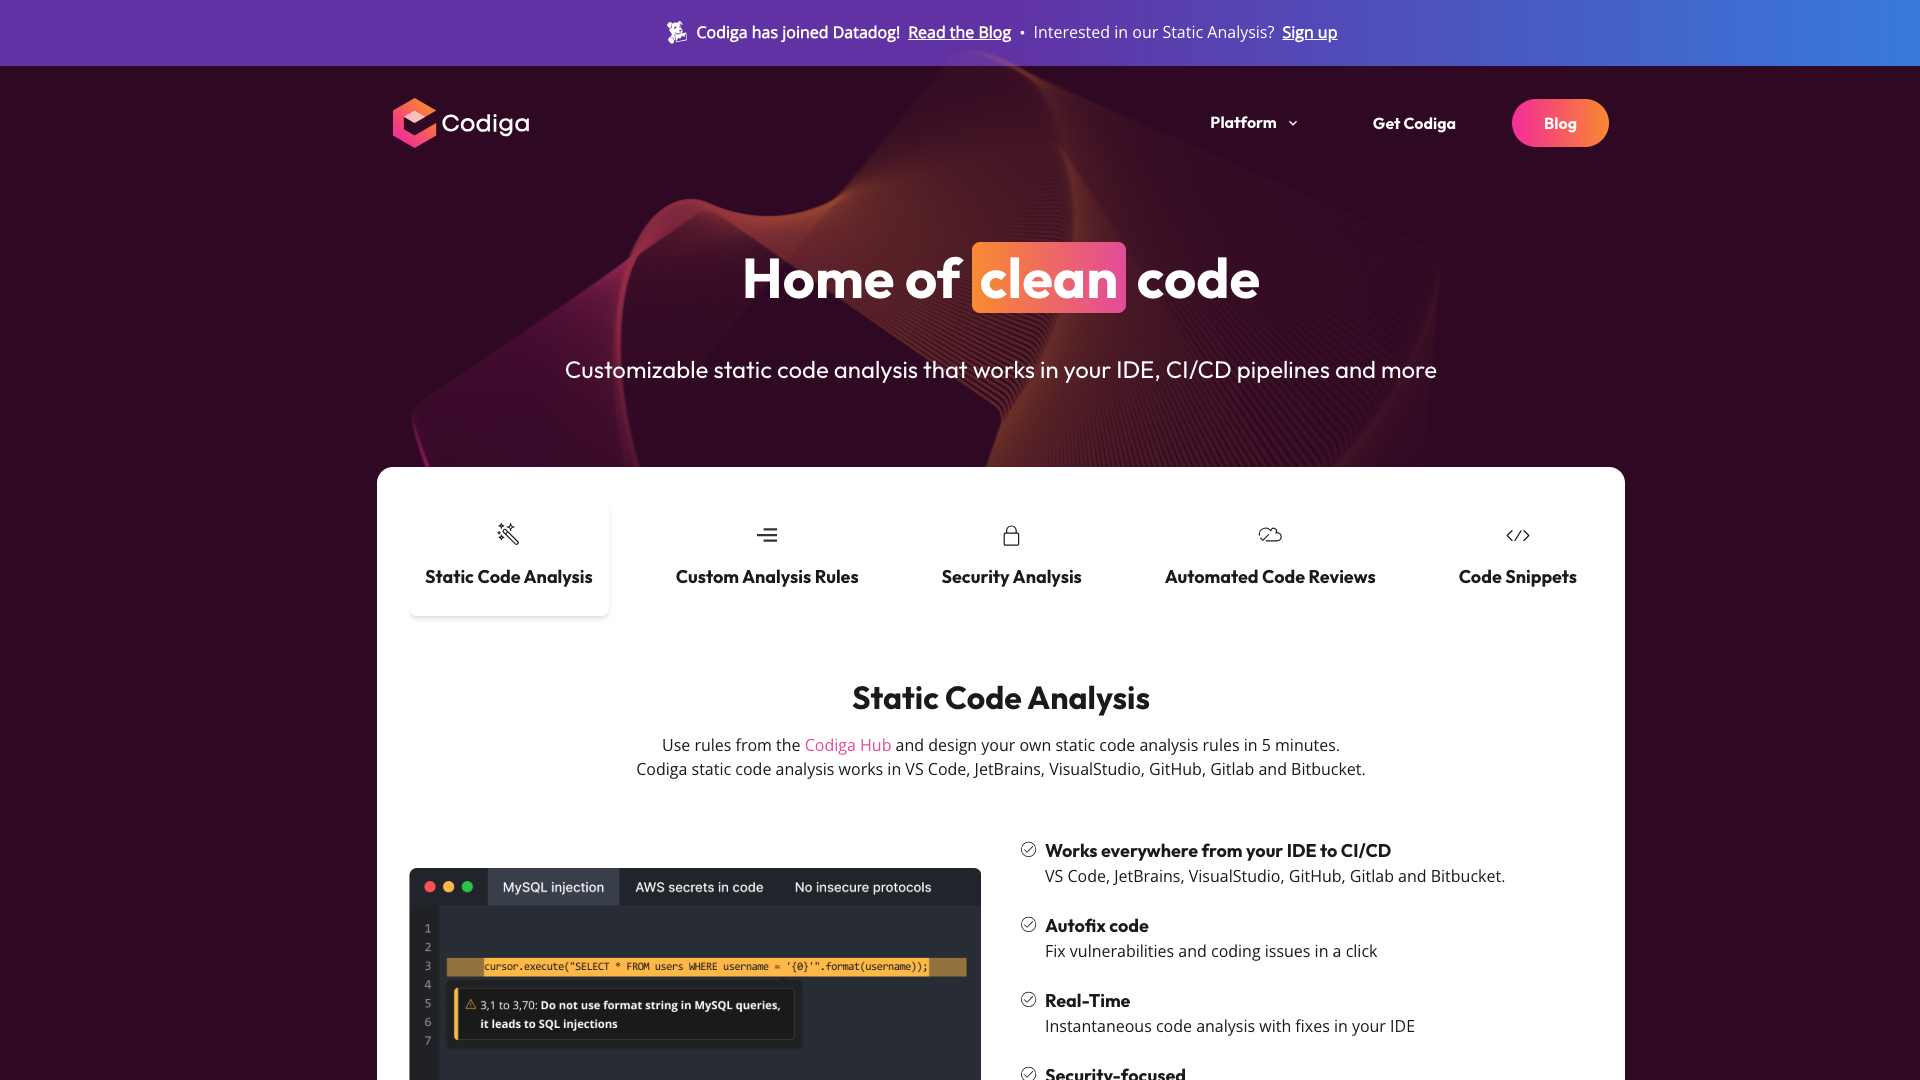 Codiga has joined Datadog! Read the Blog • Interested in our Static Analysis? Sign up
Codiga
Platform
Get Codiga
Blog
Home of clean code
Customizable static code analysis that works in your IDE, CI/CD pipelines and more
Static Code Analysis
Custom Analysis Rules
Security Analysis
Automated Code Reviews
Code Snippets
Static Code Analysis
Use rules from the Codiga Hub and design your own static code analysis rules in 5 minutes.
Codiga static code analysis works in VS Code, JetBrains, VisualStudio, GitHub, Gitlab and Bitbucket.
MySQL injection
AWS secrets in code
No insecure protocols
1
2
3 cursor.execute("SELECT * FROM users WHERE username = '{0}'".format(username));
4
5 3,1 to 3,70: Do not use format string in MySQL queries,
6 it leads to SQL injections
7
Works everywhere from your IDE to CI/CD
VS Code, JetBrains, VisualStudio, GitHub, Gitlab and Bitbucket.
Autofix code
Fix vulnerabilities and coding issues in a click
Real-Time
Instantaneous code analysis with fixes in your IDE
Security-focused